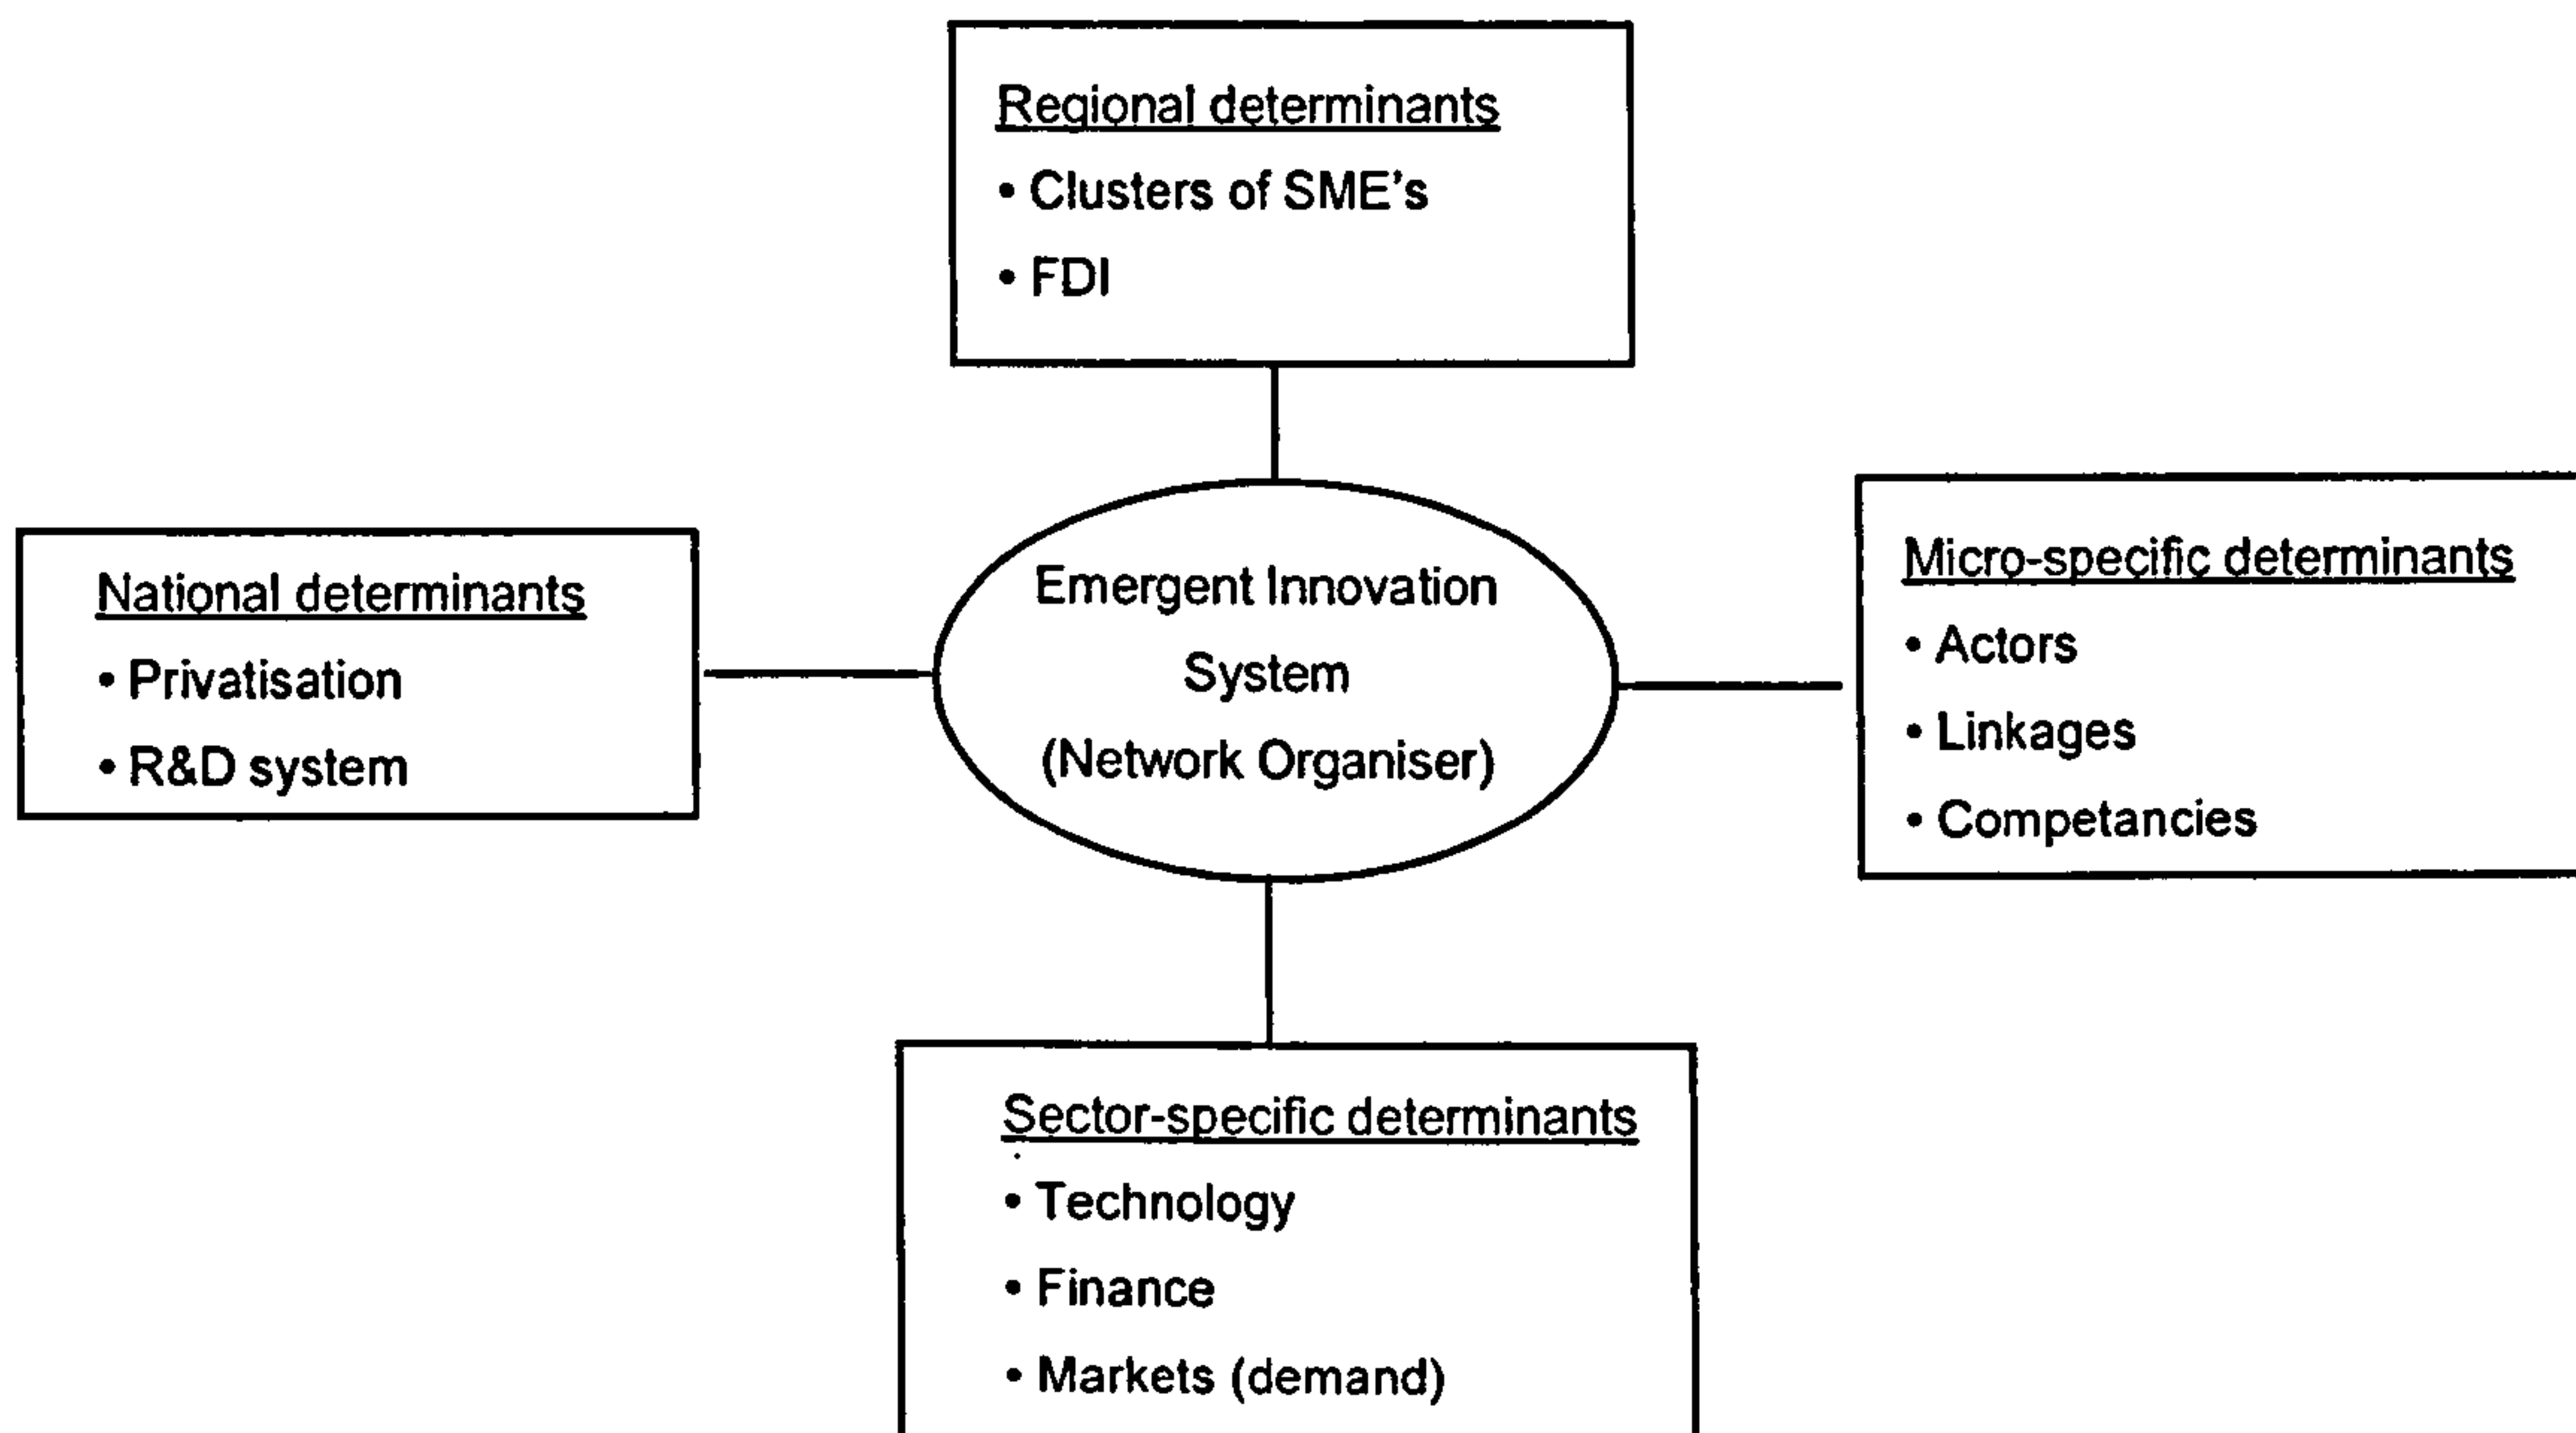 Regional determinants
• Clusters of SME's
• FDI
National determinants
• Privatisation
• R&D system
Emergent Innovation
System
(Network Organiser)
Micro-specific determinants
• Actors
• Linkages
• Competancies
Sector-specific determinants
• Technology
• Finance
• Markets (demand)